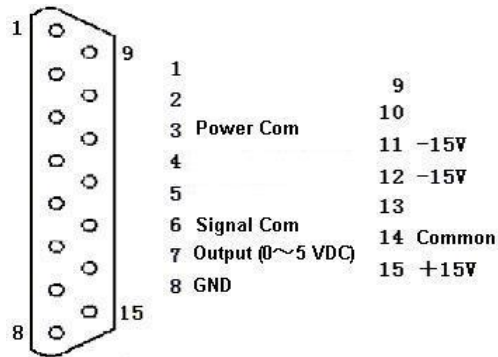 1
9
15
8
1
2
3 Power Com
4
5
6 Signal Com
7 Output (0～5 VDC)
8 GND
9
10
11 -15V
12 -15V
13
14 Common
15 +15V